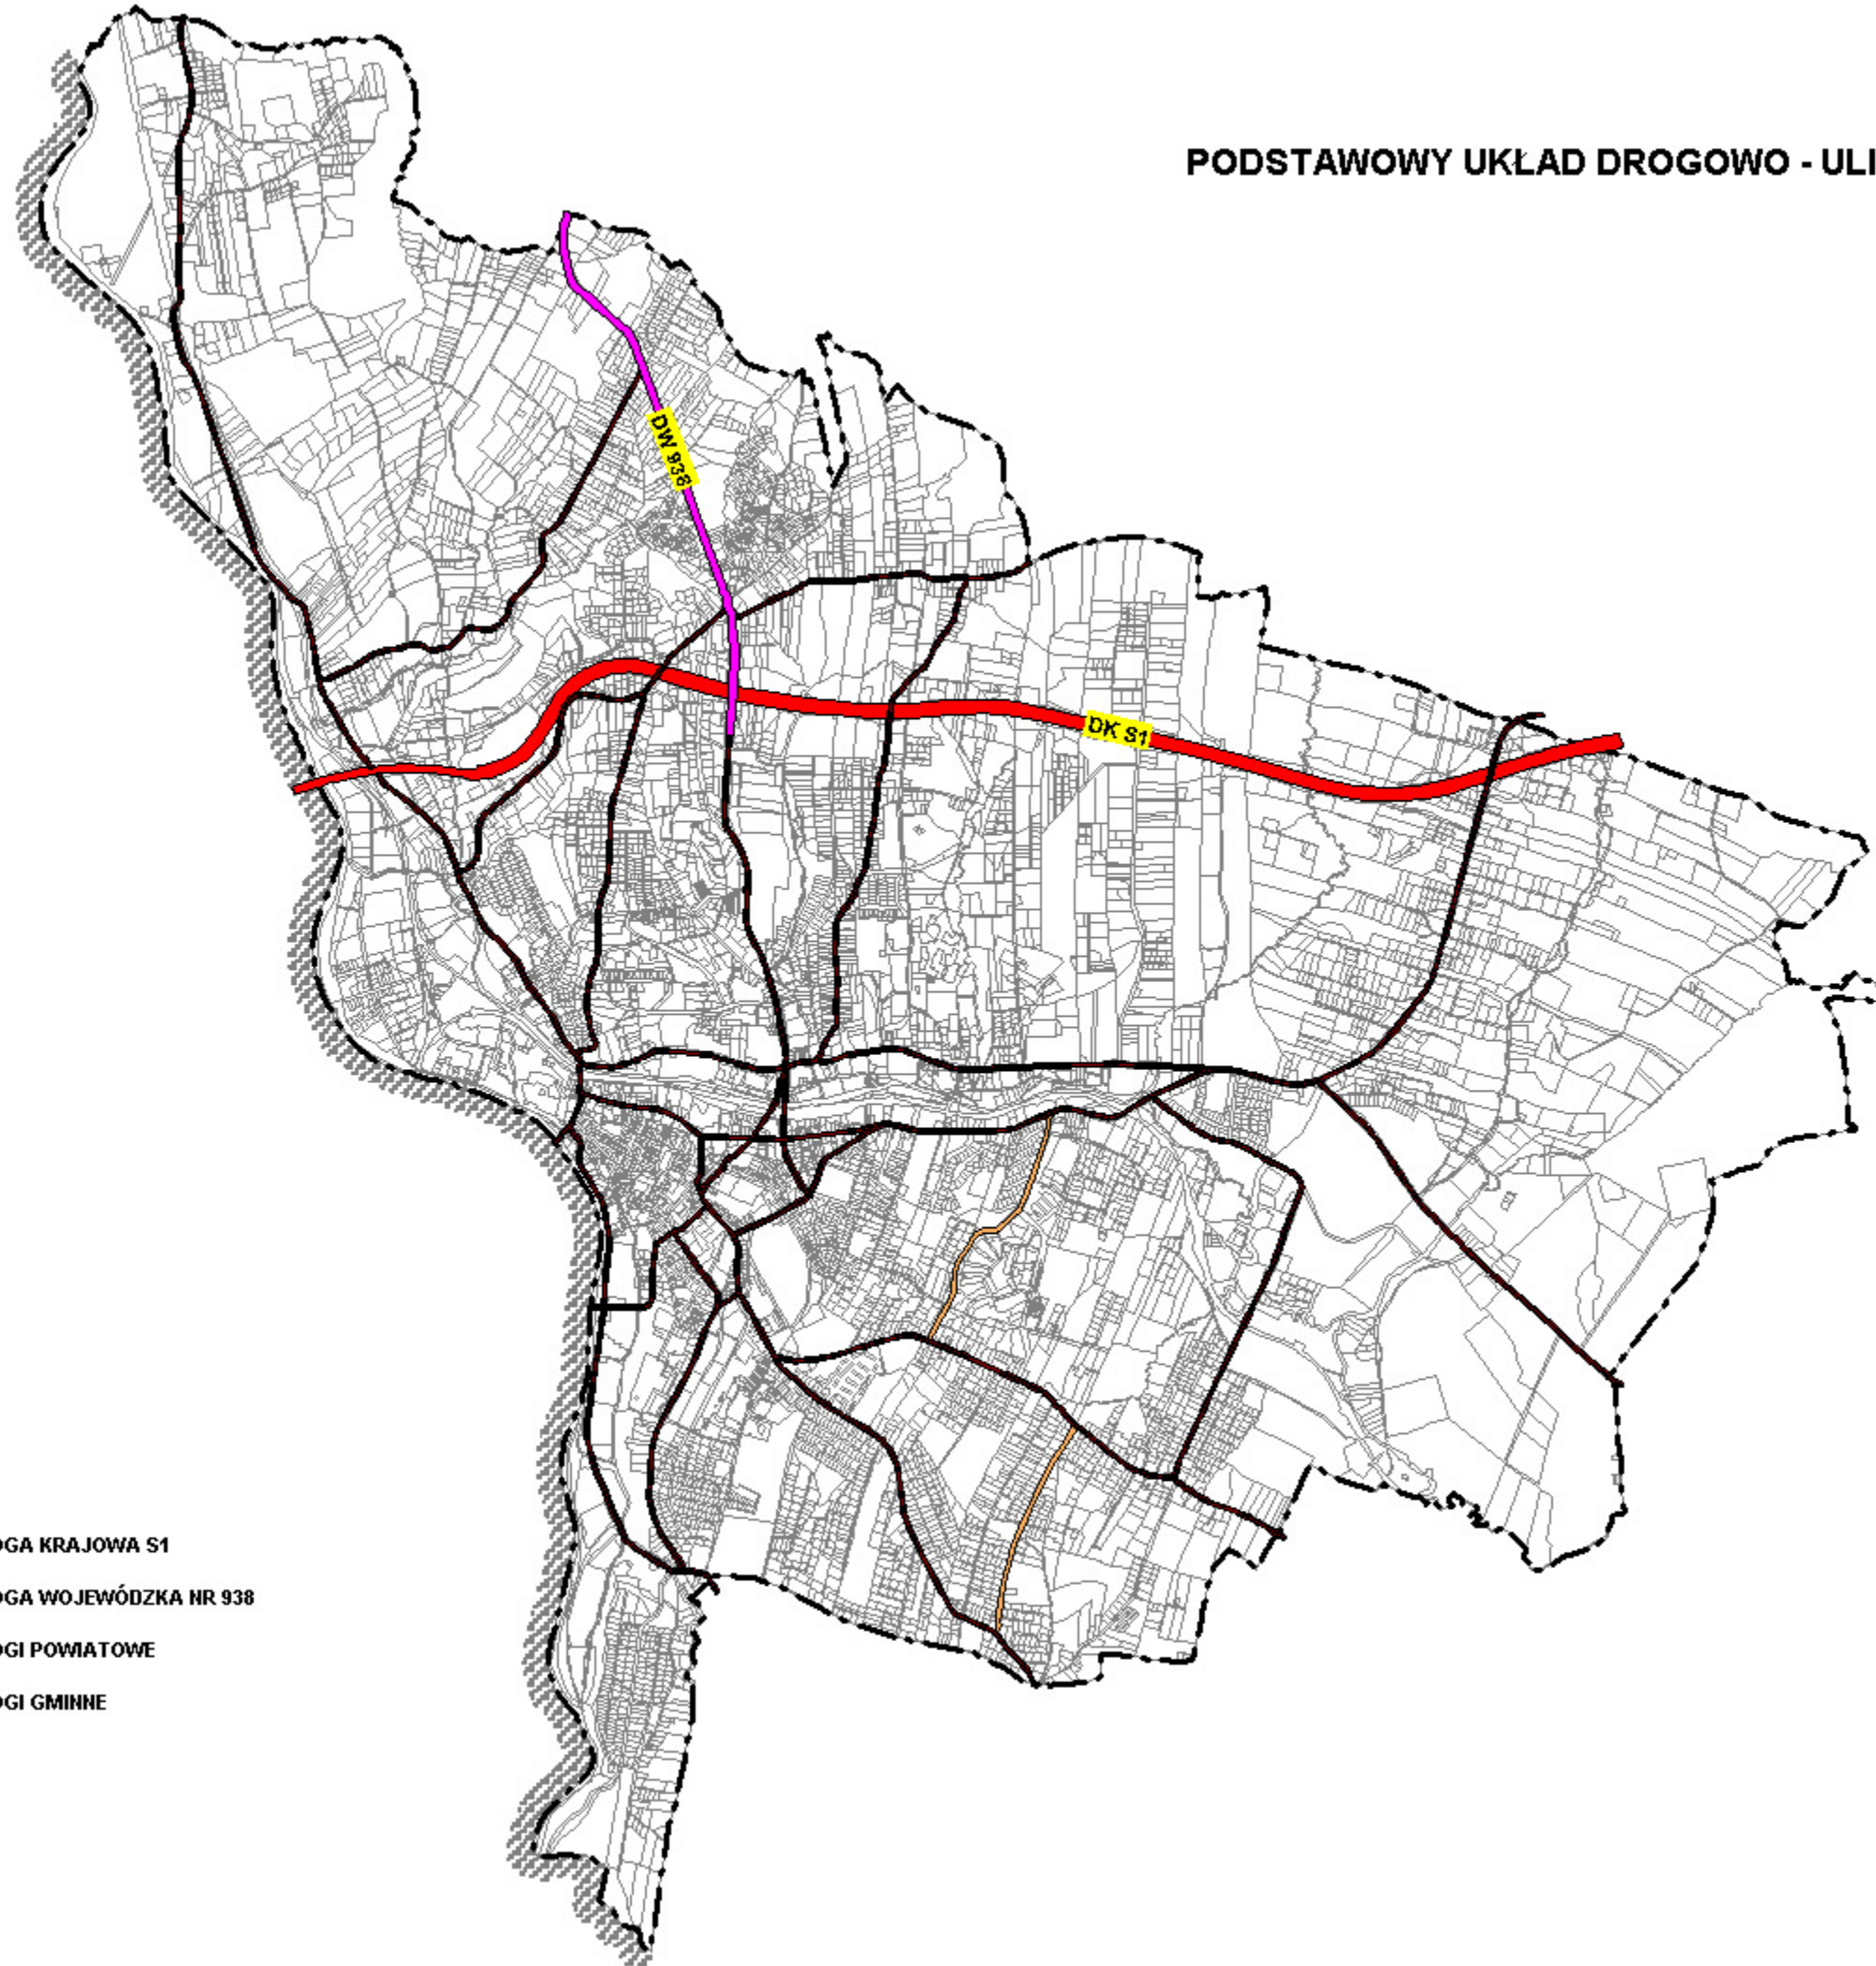 PODSTAWOWY UKŁAD DROGOWO - ULI
DW 938
DK S1
OGA KRAJOWA S1
OGA WOJEWÓDZKA NR 938
OGI POWIATOWE
OGI GMINNE